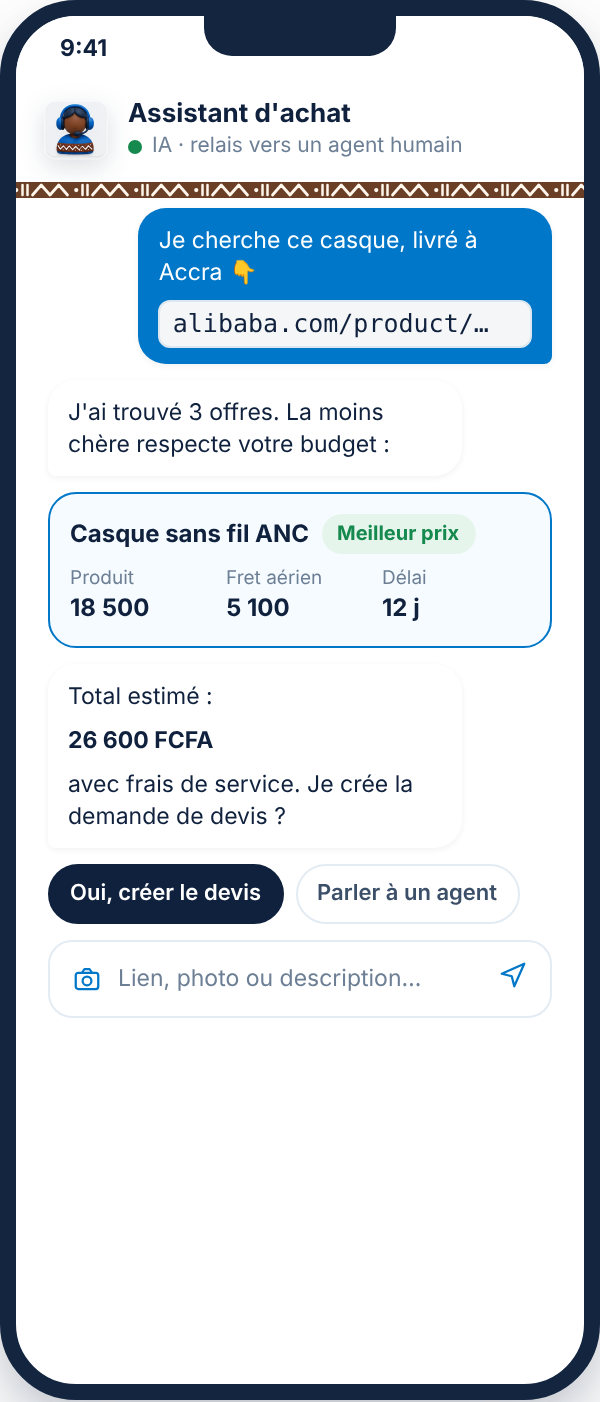 9:41
Assistant d'achat
IA · relais vers un agent humain
Je cherche ce casque, livré à
Accra 👇
alibaba.com/product/…
J'ai trouvé 3 offres. La moins
chère respecte votre budget :
Casque sans fil ANC Meilleur prix
Produit Fret aérien Délai
18 500 5 100 12 j
Total estimé :
26 600 FCFA
avec frais de service. Je crée la
demande de devis ?
Oui, créer le devis Parler à un agent
Lien, photo ou description…